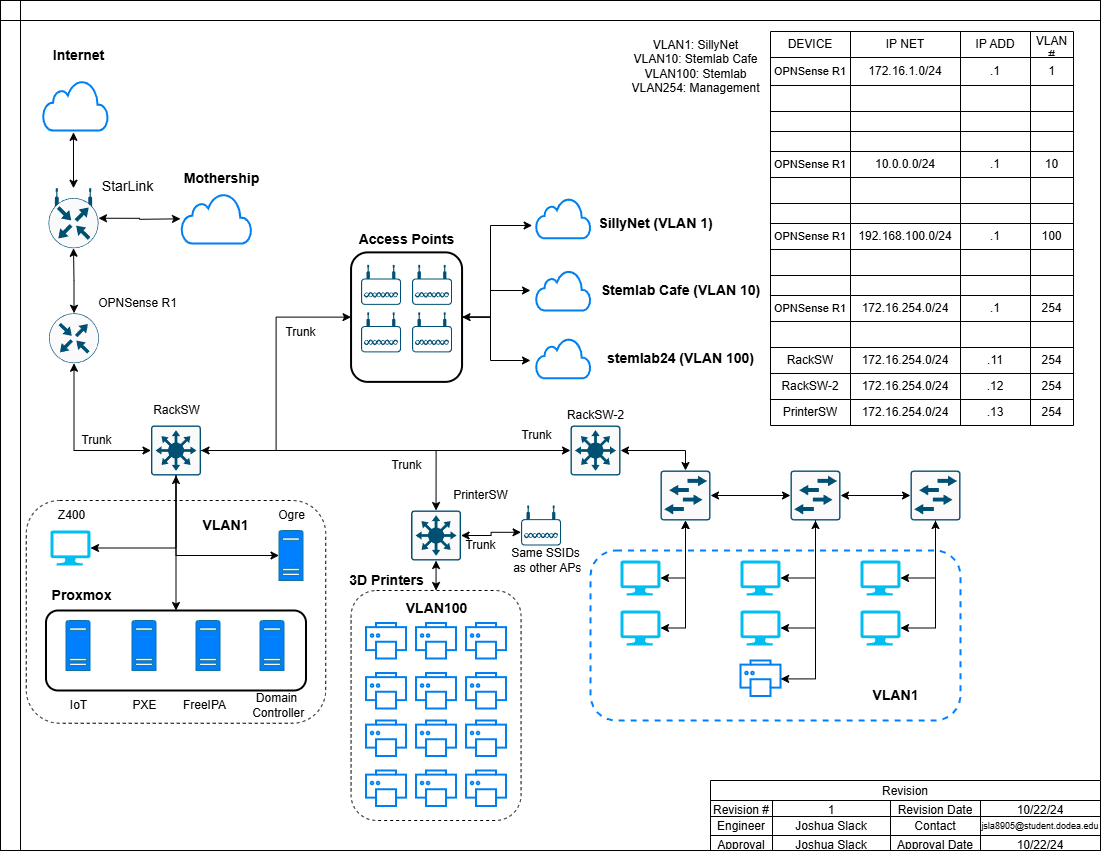 Internet
VLAN1: SillyNet
VLAN10: Stemlab Cafe
VLAN100: Stemlab
VLAN254: Management
DEVICE IP NET IP ADD VLAN #
OPNSense R1 172.16.1.0/24 .1 1
OPNSense R1 10.0.0.0/24 .1 10
OPNSense R1 192.168.100.0/24 .1 100
OPNSense R1 172.16.254.0/24 .1 254
RackSW 172.16.254.0/24 .11 254
RackSW-2 172.16.254.0/24 .12 254
PrinterSW 172.16.254.0/24 .13 254
StarLink
Mothership
Access Points
SillyNet (VLAN 1)
Stemlab Cafe (VLAN 10)
stemlab24 (VLAN 100)
OPNSense R1
Trunk
RackSW
Trunk
RackSW-2
Trunk
Trunk
PrinterSW
Trunk
Same SSIDs
as other APs
Z400
VLAN1
Ogre
Proxmox
IoT
PXE
FreeIPA
Domain
Controller
3D Printers
VLAN100
VLAN1
Revision
Revision # 1 Revision Date 10/22/24
Engineer Joshua Slack Contact jsla8905@student.dodea.edu
Approval Joshua Slack Approval Date 10/22/24